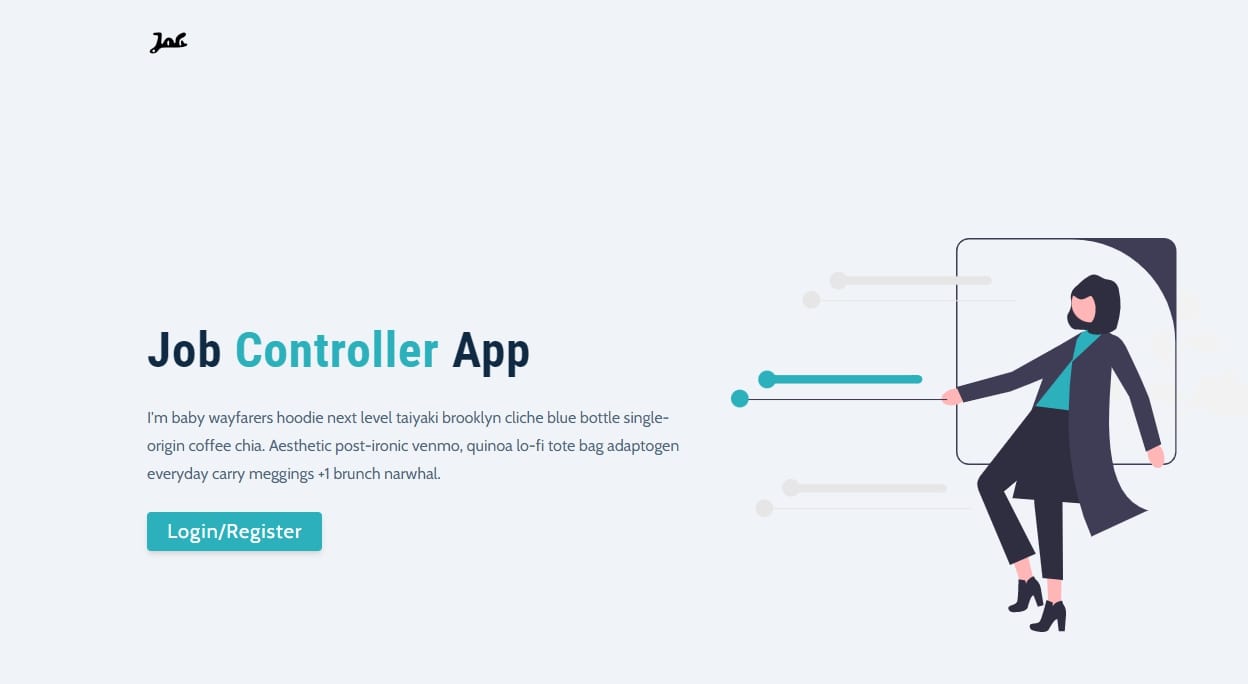 Job
Job Controller App
I'm baby wayfarers hoodie next level taiyaki brooklyn cliche blue bottle single-
origin coffee chia. Aesthetic post-ironic venmo, quinoa lo-fi tote bag adaptogen
everyday carry meggings +1 brunch narwhal.
Login/Register